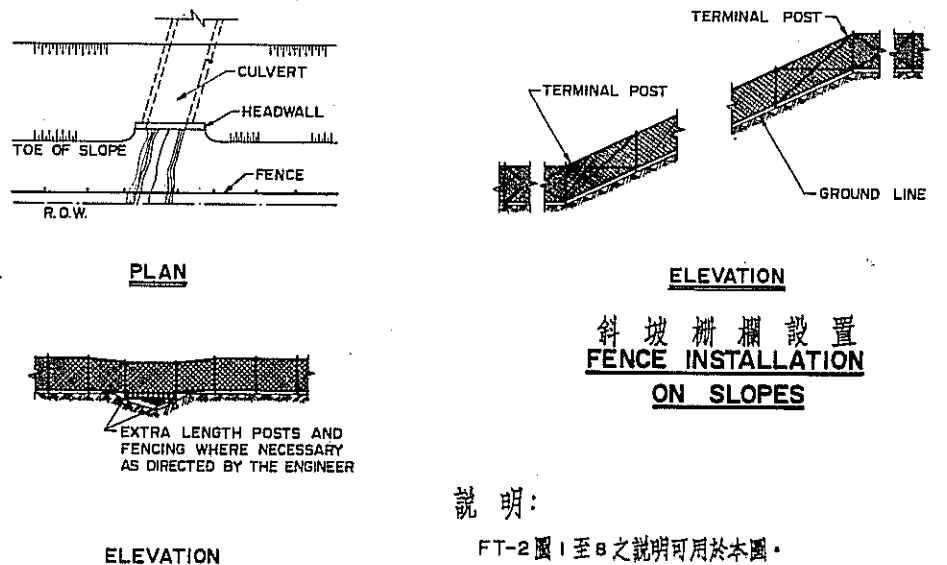 CULVERT
HEADWALL
TOE OF SLOPE
FENCE
R.O.W.
PLAN
EXTRA LENGTH POSTS AND
FENCING WHERE NECESSARY
AS DIRECTED BY THE ENGINEER
ELEVATION
TERMINAL POST
TERMINAL POST
GROUND LINE
ELEVATION
斜坡柵欄設置
FENCE INSTALLATION
ON SLOPES
說明:
FT-2圖1至8之說明可用於本圖。